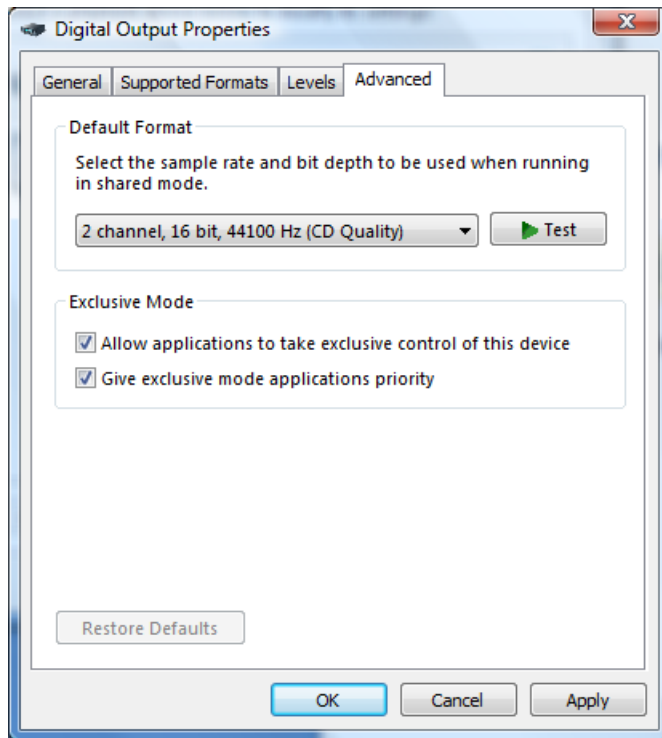 Digital Output Properties
General
Supported Formats
Levels
Advanced
Default Format
Select the sample rate and bit depth to be used when running
in shared mode.
2 channel, 16 bit, 44100 Hz (CD Quality)
Test
Exclusive Mode
Allow applications to take exclusive control of this device
Give exclusive mode applications priority
Restore Defaults
OK
Cancel
Apply